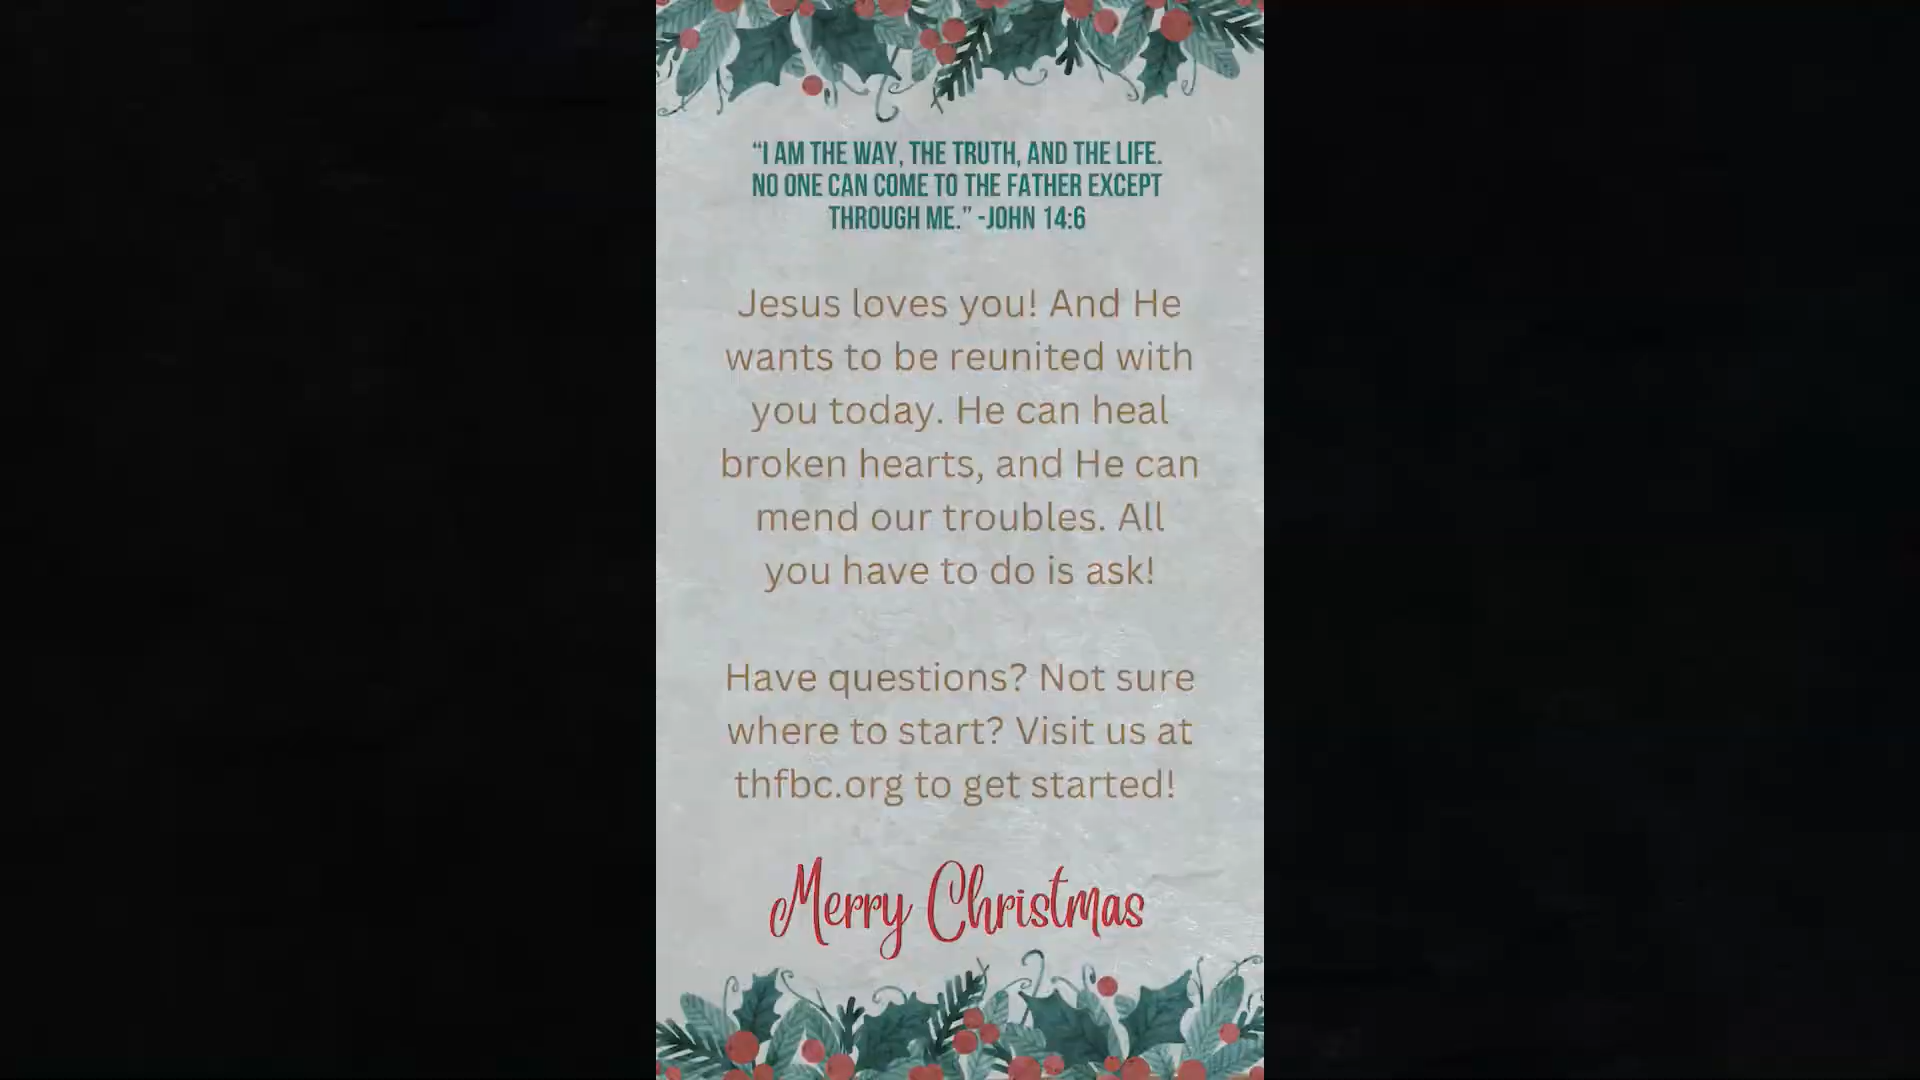 “I AM THE WAY, THE TRUTH, AND THE LIFE.
NO ONE CAN COME TO THE FATHER EXCEPT
THROUGH ME.” -JOHN 14:6
Jesus loves you! And He
wants to be reunited with
you today. He can heal
broken hearts, and He can
mend our troubles. All
you have to do is ask!
Have questions? Not sure
where to start? Visit us at
thfbc.org to get started!
Merry Christmas